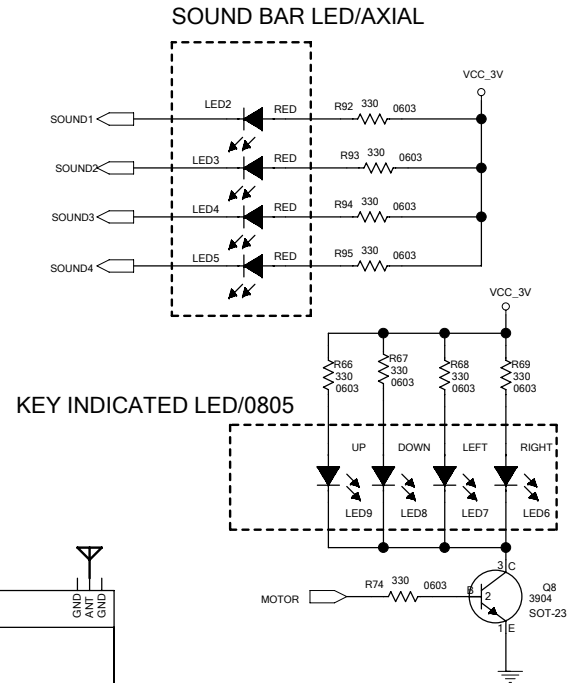 SOUND BAR LED/AXIAL
VCC_3V
SOUND1 LED2 RED R92 330 0603
SOUND2 LED3 RED R93 330 0603
SOUND3 LED4 RED R94 330 0603
SOUND4 LED5 RED R95 330 0603
VCC_3V
R66 330 0603
R67 330 0603
R68 330 0603
R69 330 0603
KEY INDICATED LED/0805
UP DOWN LEFT RIGHT
LED9 LED8 LED7 LED6
MOTOR R74 330 0603
B 2 3 C 1 E
Q8
3904
SOT-23
GND
ANT
GND